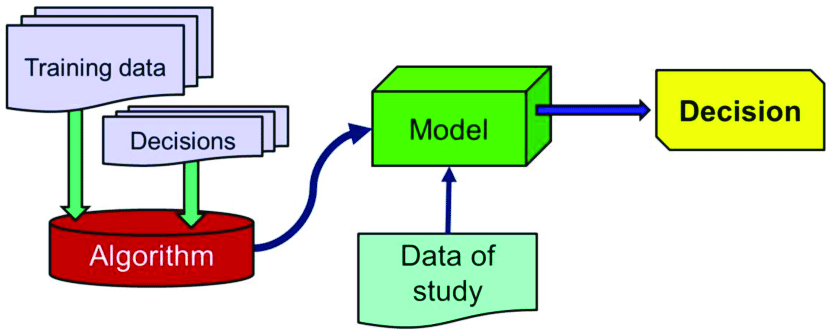 Training data
Decisions
Algorithm
Model
Data of
study
Decision